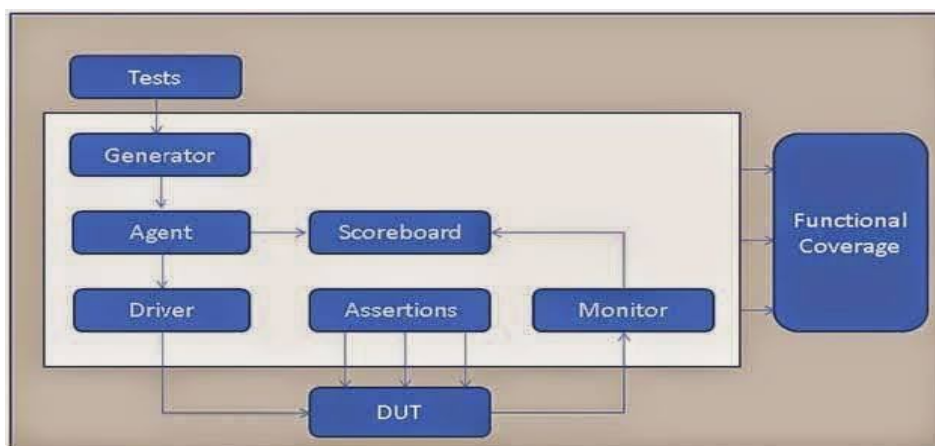 Tests
Generator
Agent
Scoreboard
Functional
Coverage
Driver
Assertions
Monitor
DUT